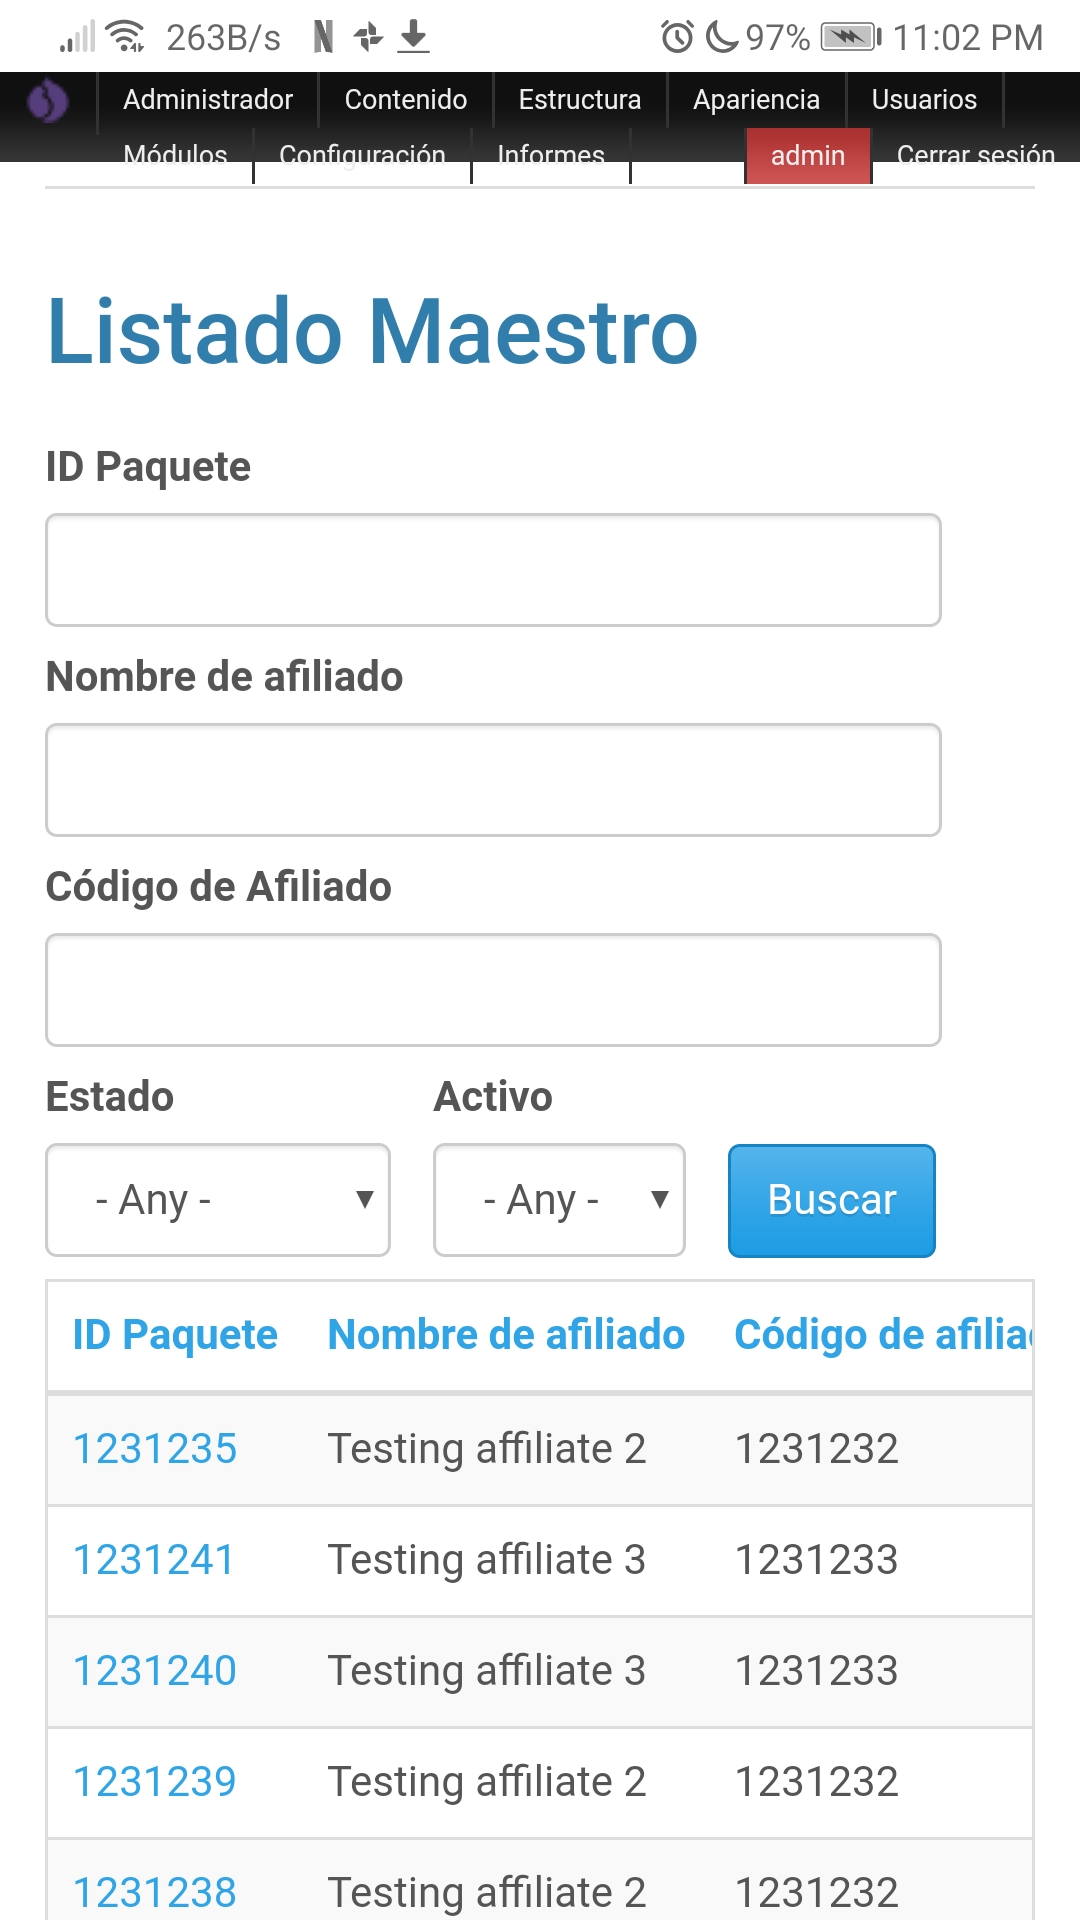 263B/s 97% 11:02 PM
Administrador Contenido Estructura Apariencia Usuarios
Módulos Configuración Informes admin Cerrar sesión
Listado Maestro
ID Paquete
Nombre de afiliado
Código de Afiliado
Estado Activo
- Any - - Any - Buscar
ID Paquete Nombre de afiliado Código de
1231235 Testing affiliate 2 1231232
1231241 Testing affiliate 3 1231233
1231240 Testing affiliate 3 1231233
1231239 Testing affiliate 2 1231232
1231238 Testing affiliate 2 1231232